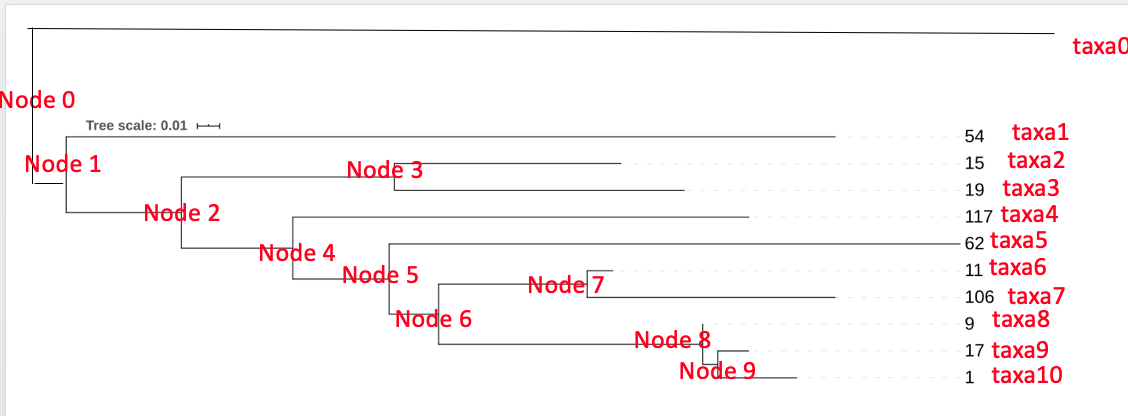 taxa0
Node 0
Tree scale: 0.01
54 taxa1
Node 1
15 taxa2
Node 3
19 taxa3
Node 2
117 taxa4
62 taxa5
Node 4
11 taxa6
Node 5
Node 7
106 taxa7
Node 6
9 taxa8
Node 8
17 taxa9
Node 9
1 taxa10